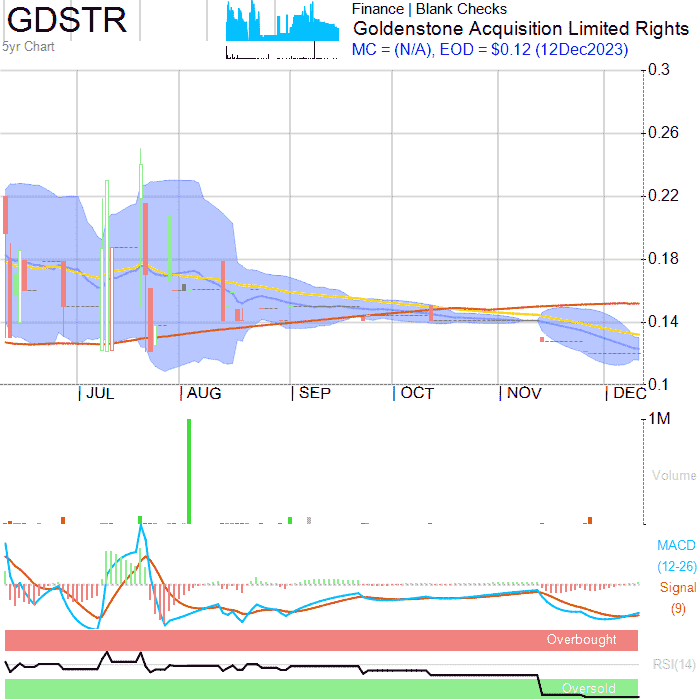 GDSTR
5yr Chart
Finance | Blank Checks
Goldenstone Acquisition Limited Rights
MC = (N/A), EOD = $0.12 (12Dec2023)
0.3
0.26
0.22
0.18
0.14
0.1
| JUL | AUG | SEP | OCT | NOV | DEC
1M
Volume
MACD
(12-26)
Signal
(9)
Overbought
RSI(14)
Oversold